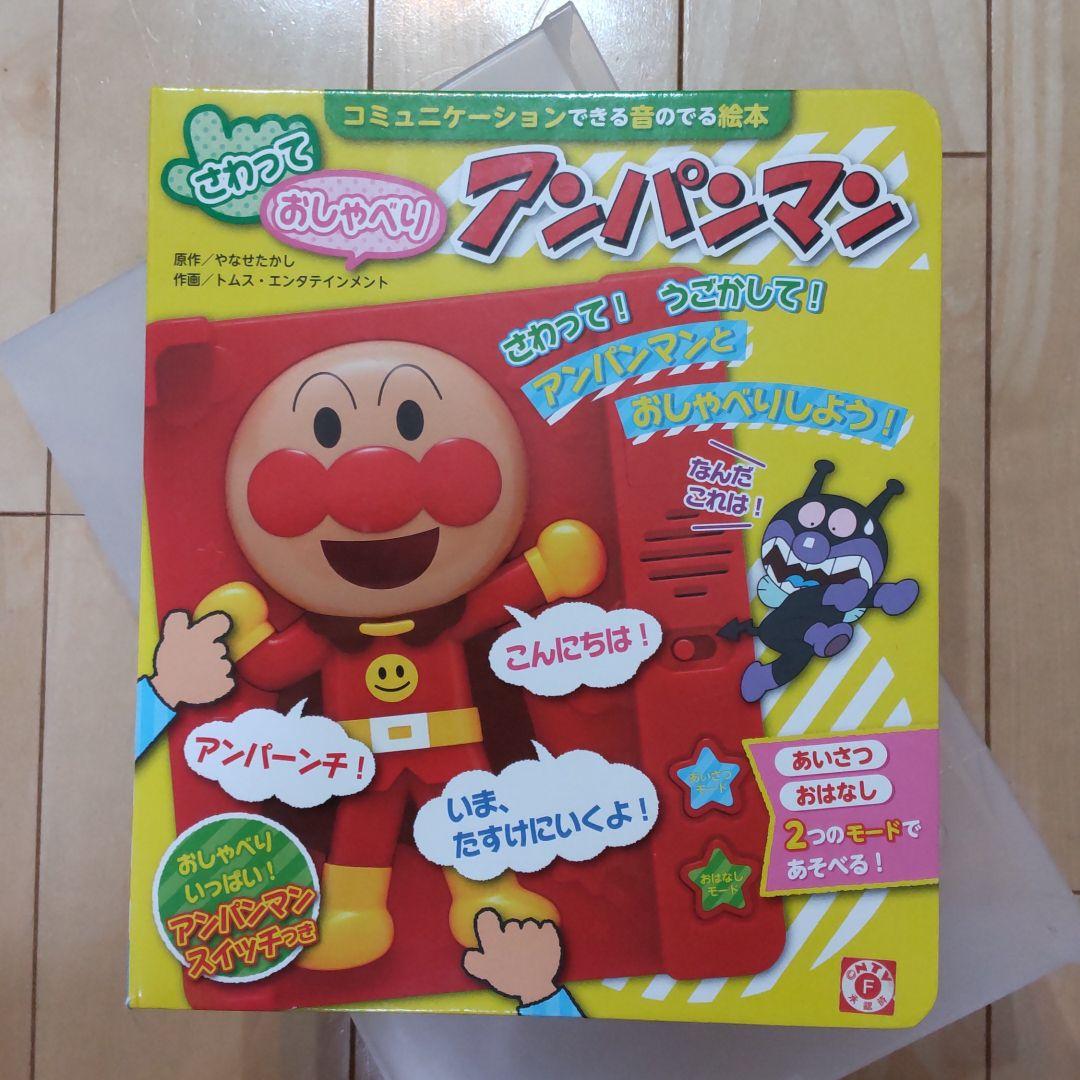 コミュニケーションできる音のでる絵本
さわって
おしゃべり
アンパンマン
原作／やなせたかし
作画／トムス・エンタテインメント
さわって！ うごかして！
アンパンマンと
おしゃべりしよう！
なんだ
これは！
こんにちは！
アンパーンチ！
いま、
たすけにいくよ！
あいさつ
モード
おはなし
モード
あいさつ
おはなし
2つのモードで
あそべる！
おしゃべり
いっぱい！
アンパンマン
スイッチつき
©NTV
F